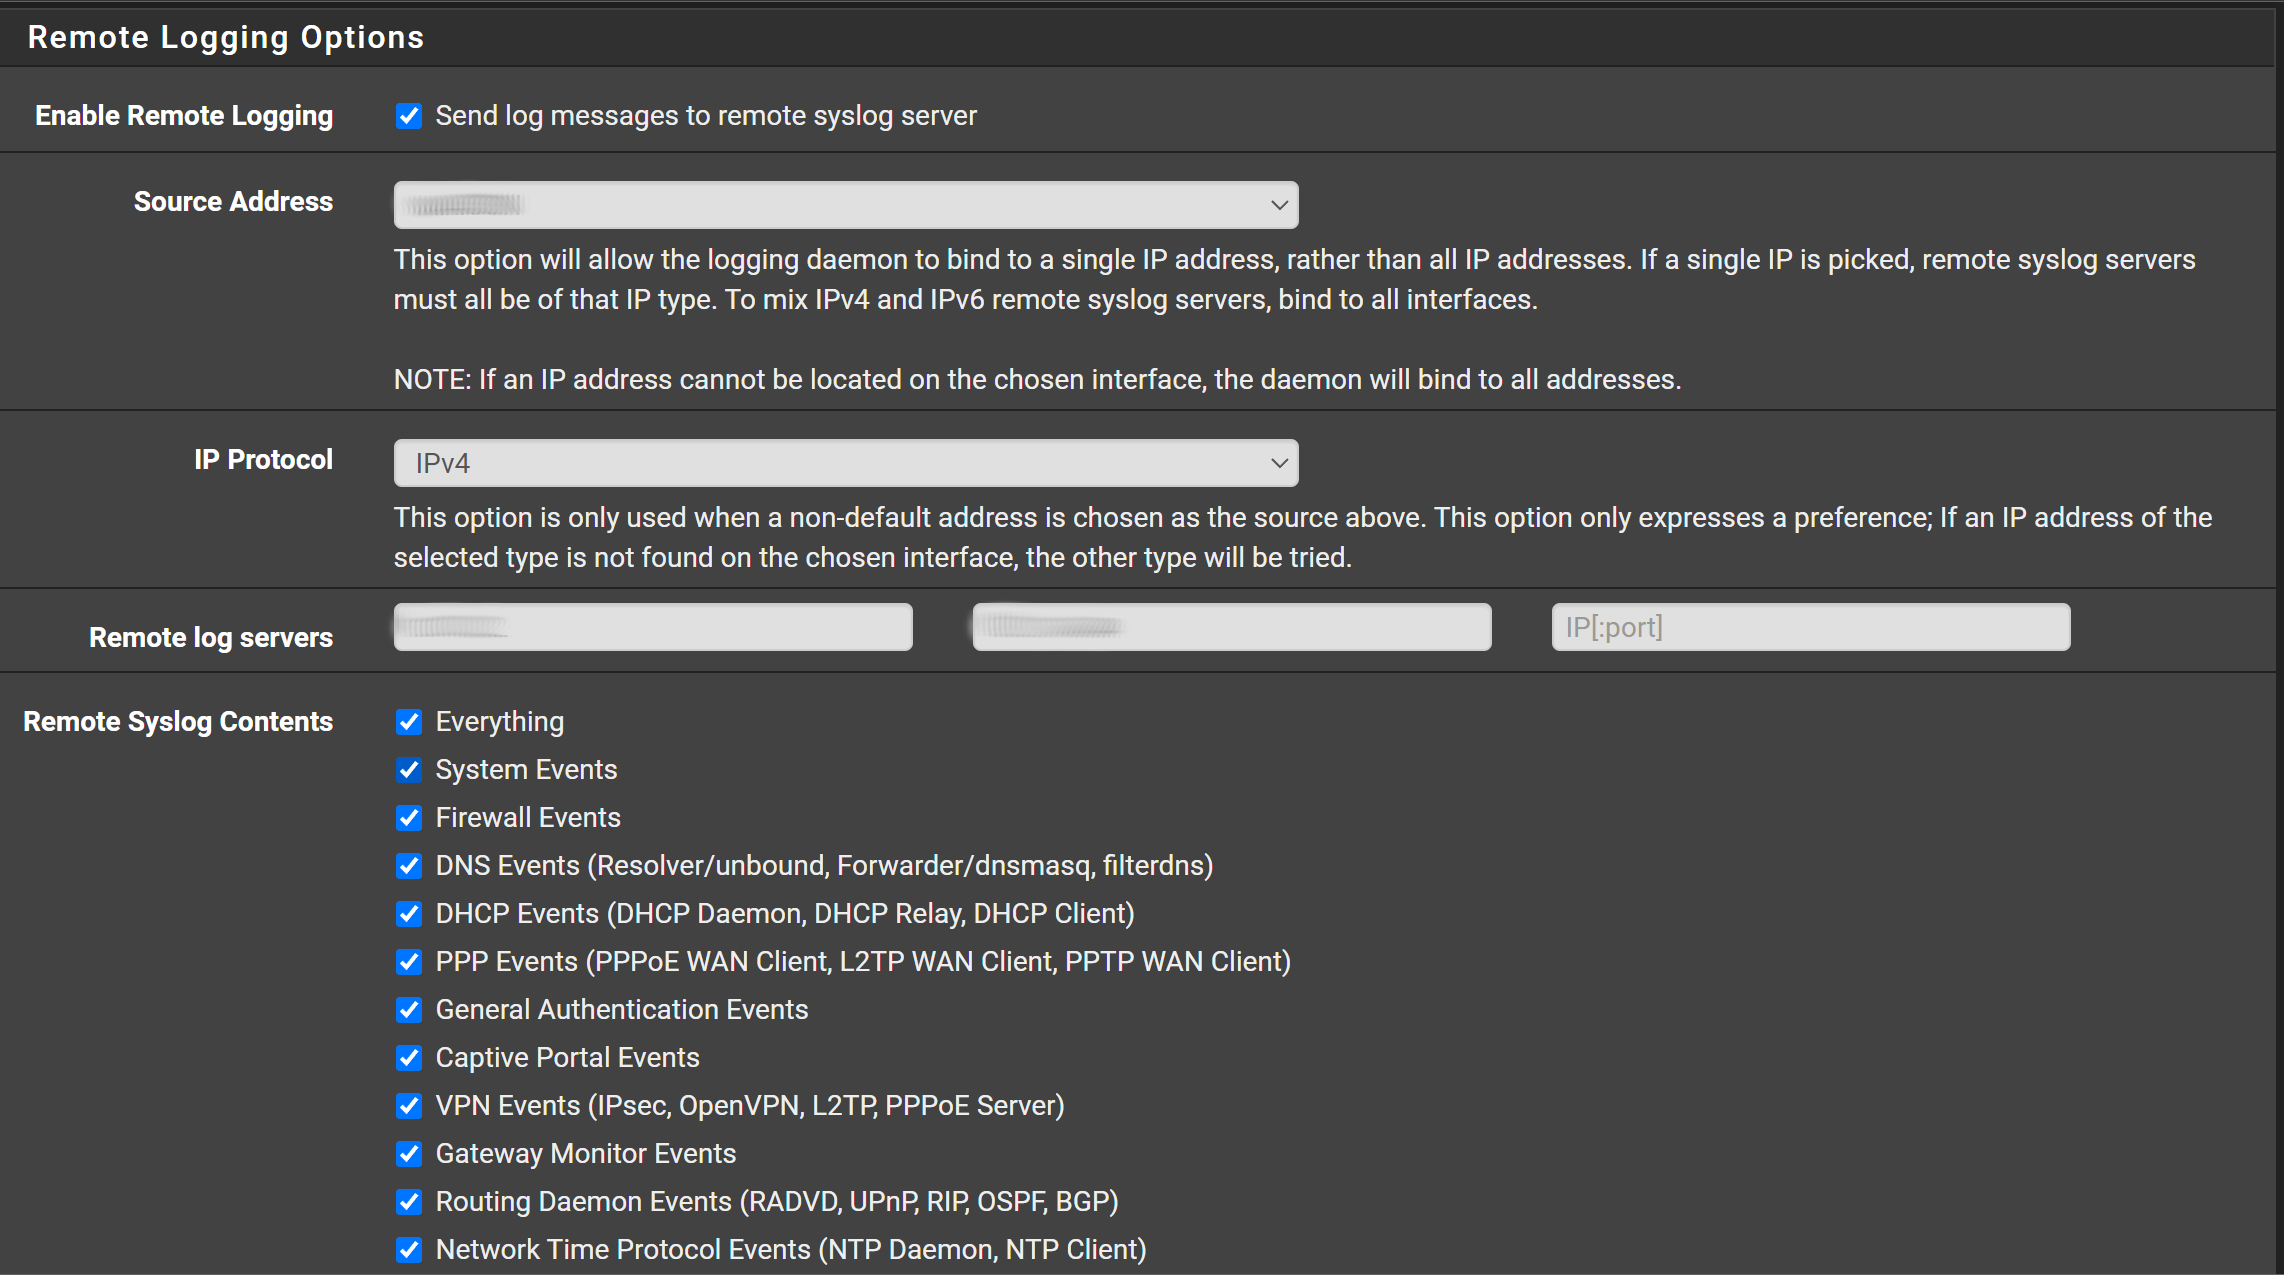 Remote Logging Options
Enable Remote Logging
Send log messages to remote syslog server
Source Address
This option will allow the logging daemon to bind to a single IP address, rather than all IP addresses. If a single IP is picked, remote syslog servers
must all be of that IP type. To mix IPv4 and IPv6 remote syslog servers, bind to all interfaces.
NOTE: If an IP address cannot be located on the chosen interface, the daemon will bind to all addresses.
IP Protocol
IPv4
This option is only used when a non-default address is chosen as the source above. This option only expresses a preference; If an IP address of the
selected type is not found on the chosen interface, the other type will be tried.
Remote log servers
IP[:port]
Remote Syslog Contents
Everything
System Events
Firewall Events
DNS Events (Resolver/unbound, Forwarder/dnsmasq, filterdns)
DHCP Events (DHCP Daemon, DHCP Relay, DHCP Client)
PPP Events (PPPoE WAN Client, L2TP WAN Client, PPTP WAN Client)
General Authentication Events
Captive Portal Events
VPN Events (IPsec, OpenVPN, L2TP, PPPoE Server)
Gateway Monitor Events
Routing Daemon Events (RADVD, UPnP, RIP, OSPF, BGP)
Network Time Protocol Events (NTP Daemon, NTP Client)